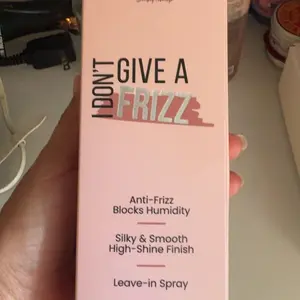 I DON'T
GIVE A
FRIZZ
Anti-Frizz
Blocks Humidity
Silky & Smooth
High-Shine Finish
Leave-in Spray